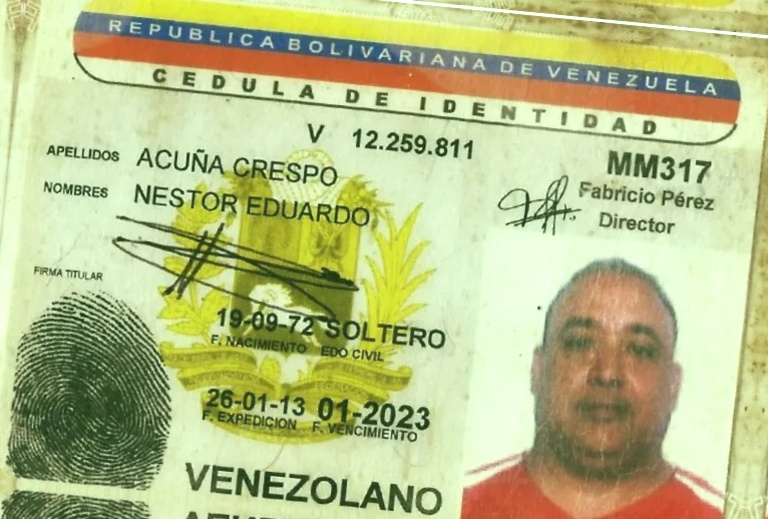 REPUBLICA BOLIVARIANA DE VENEZUELA
CEDULA DE IDENTIDAD
V 12.259.811
MM317
APELLIDOS ACUÑA CRESPO
Fabricio Pérez
NOMBRES NESTOR EDUARDO
Director
FIRMA TITULAR
19-09-72 SOLTERO
F. NACIMIENTO EDO CIVIL
26-01-13 01-2023
F. EXPEDICION F. VENCIMIENTO
VENEZOLANO